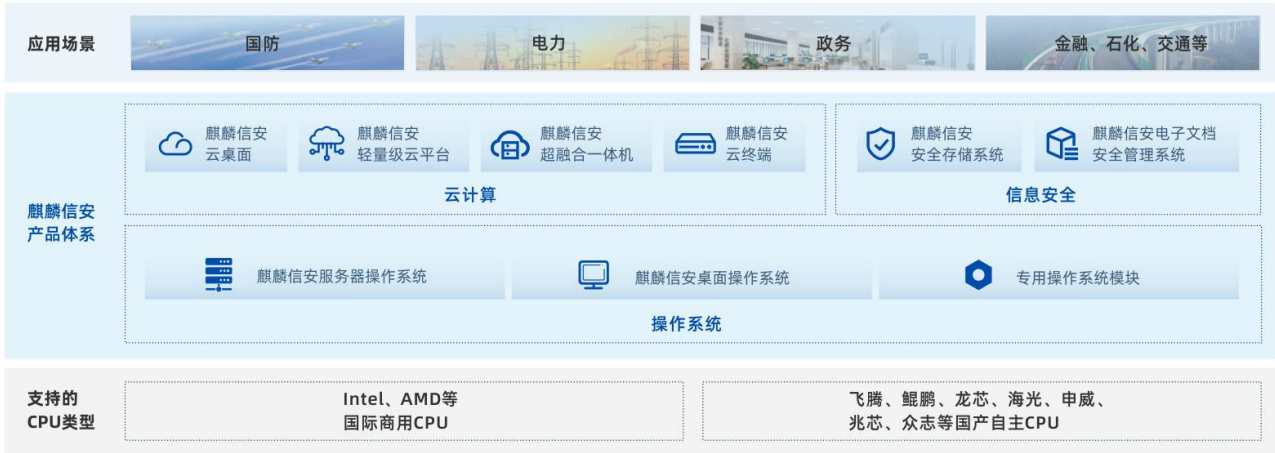 应用场景
国防
电力
政务
金融、石化、交通等
麒麟信安
产品体系
麒麟信安
云桌面
麒麟信安
轻量级云平台
麒麟信安
超融合一体机
麒麟信安
云终端
云计算
麒麟信安
安全存储系统
麒麟信安电子文档
安全管理系统
信息安全
麒麟信安服务器操作系统
麒麟信安桌面操作系统
专用操作系统模块
操作系统
支持的
CPU类型
Intel、AMD等
国际商用CPU
飞腾、鲲鹏、龙芯、海光、申威、
兆芯、众志等国产自主CPU